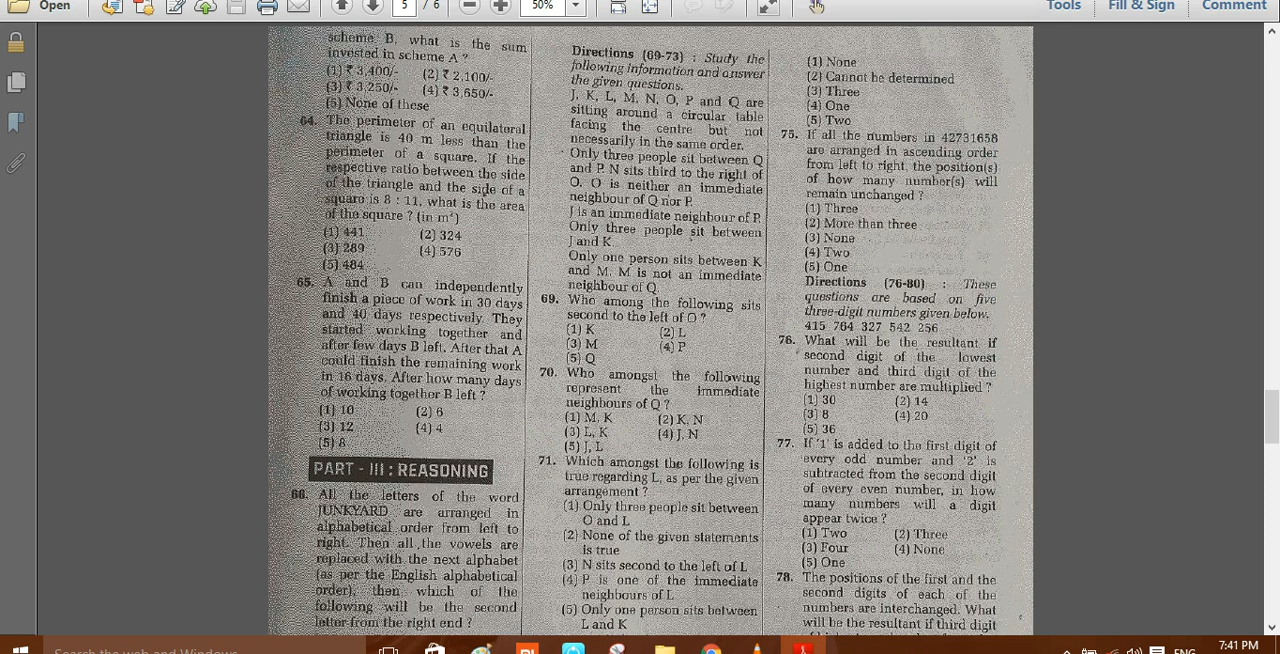 Open
5 / 6
50%
Tools
Fill & Sign
Comment
scheme B, what is the sum
invested in scheme A ?
(1) ₹ 3,400/- (2) ₹ 2,100/-
(3) ₹ 3,250/- (4) ₹ 3,650/-
(5) None of these
64. The perimeter of an equilateral
triangle is 40 m less than the
perimeter of a square. If the
respective ratio between the side
of the triangle and the side of a
square is 8 : 11, what is the area
of the square ? (in m²)
(1) 441 (2) 324
(3) 289 (4) 576
(5) 484
65. A and B can independently
finish a piece of work in 30 days
and 40 days respectively. They
started working together and
after few days B left. After that A
could finish the remaining work
in 16 days. After how many days
of working together B left ?
(1) 10 (2) 6
(3) 12 (4) 4
(5) 8
PART - III : REASONING
66. All the letters of the word
JUNKYARD are arranged in
alphabetical order from left to
right. Then all the vowels are
replaced with the next alphabet
(as per the English alphabetical
order), then which of the
following will be the second
letter from the right end ?
Directions (69-73) : Study the
following information and answer
the given questions.
J, K, L, M, N, O, P and Q are
sitting around a circular table
facing the centre but not
necessarily in the same order.
Only three people sit between Q
and P. N sits third to the right of
O. O is neither an immediate
neighbour of Q nor P.
J is an immediate neighbour of P.
Only three people sit between
J and K.
Only one person sits between K
and M. M is not an immediate
neighbour of Q.
69. Who among the following sits
second to the left of O ?
(1) K (2) L
(3) M (4) P
(5) Q
70. Who amongst the following
represent the immediate
neighbours of Q ?
(1) M, K (2) K, N
(3) L, K (4) J, N
(5) J, L
71. Which amongst the following is
true regarding L, as per the given
arrangement ?
(1) Only three people sit between
O and L
(2) None of the given statements
is true
(3) N sits second to the left of L
(4) P is one of the immediate
neighbours of L
(5) Only one person sits between
L and K
(1) None
(2) Cannot be determined
(3) Three
(4) One
(5) Two
75. If all the numbers in 42731658
are arranged in ascending order
from left to right, the position(s)
of how many number(s) will
remain unchanged ?
(1) Three
(2) More than three
(3) None
(4) Two
(5) One
Directions (76-80) : These
questions are based on five
three-digit numbers given below.
415 764 327 542 256
76. What will be the resultant if
second digit of the lowest
number and third digit of the
highest number are multiplied ?
(1) 30 (2) 14
(3) 8 (4) 20
(5) 36
77. If '1' is added to the first digit of
every odd number and '2' is
subtracted from the second digit
of every even number, in how
many numbers will a digit
appear twice ?
(1) Two (2) Three
(3) Four (4) None
(5) One
78. The positions of the first and the
second digits of each of the
numbers are interchanged. What
will be the resultant if third digit
Search the web and Windows
ENG
7:41 PM